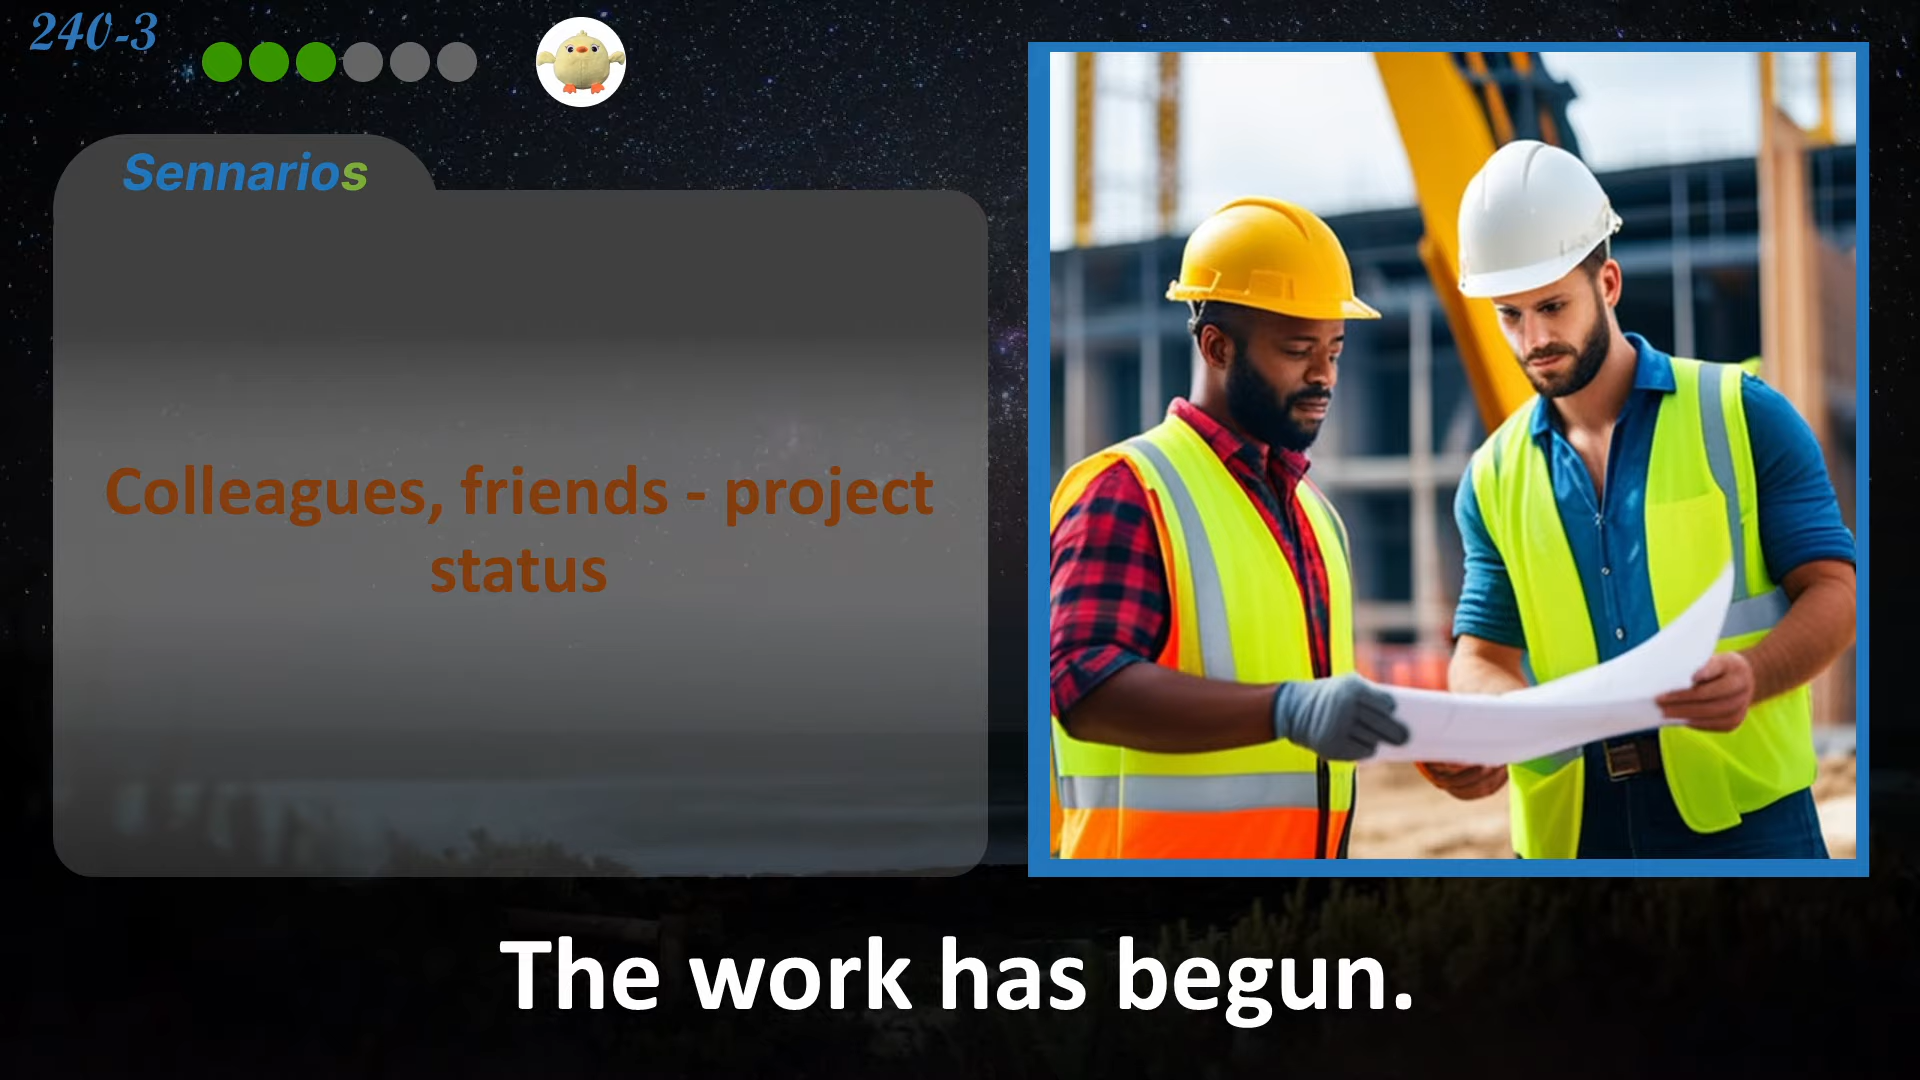 240-3
Sennarios
Colleagues, friends - project
status
The work has begun.